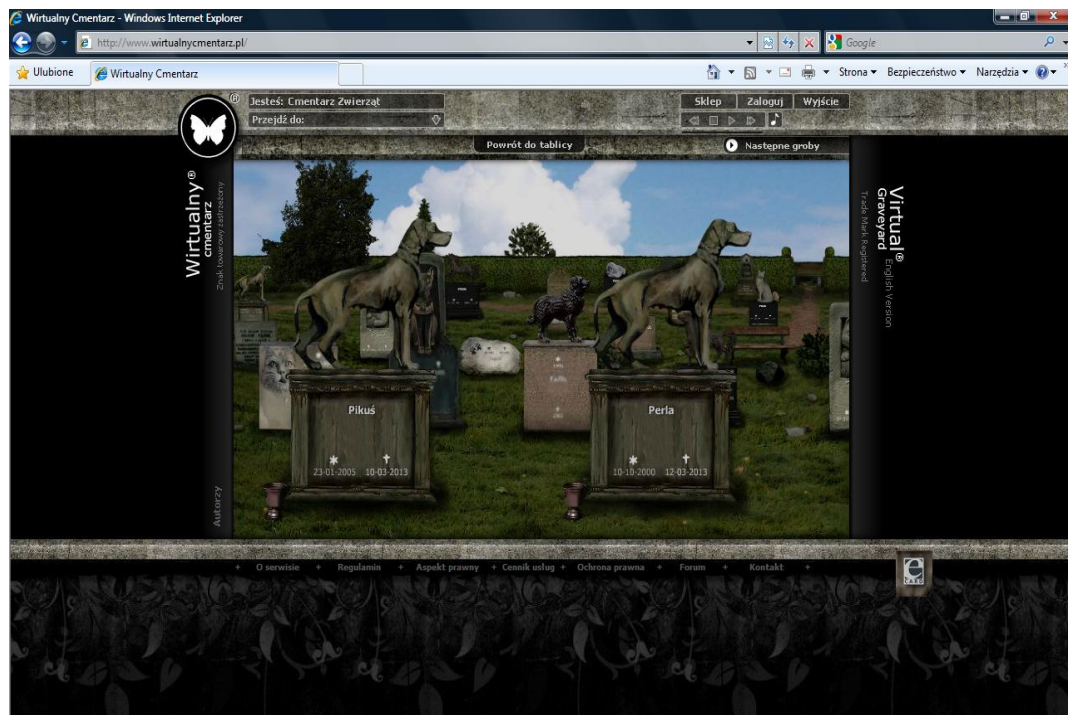 Wirtualny Cmentarz - Windows Internet Explorer
http://www.wirtualnycmentarz.pl/
Google
Ulubione
Wirtualny Cmentarz
Strona
Bezpieczeństwo
Narzędzia
®
Jesteś: Cmentarz Zwierząt
Sklep
Zaloguj
Wyjście
Przejdź do:
Powrót do tablicy
Następne groby
Wirtualny®
cmentarz
Znak towarowy zastrzeżony
Virtual®
Graveyard
English Version
Trade Mark Registered
Pikuś
23-01-2005 10-03-2013
Perla
10-10-2000 12-03-2013
Autorzy
+ O serwisie + Regulamin + Aspekt prawny + Cennik usług + Ochrona prawna + Forum + Kontakt +
e
CARD